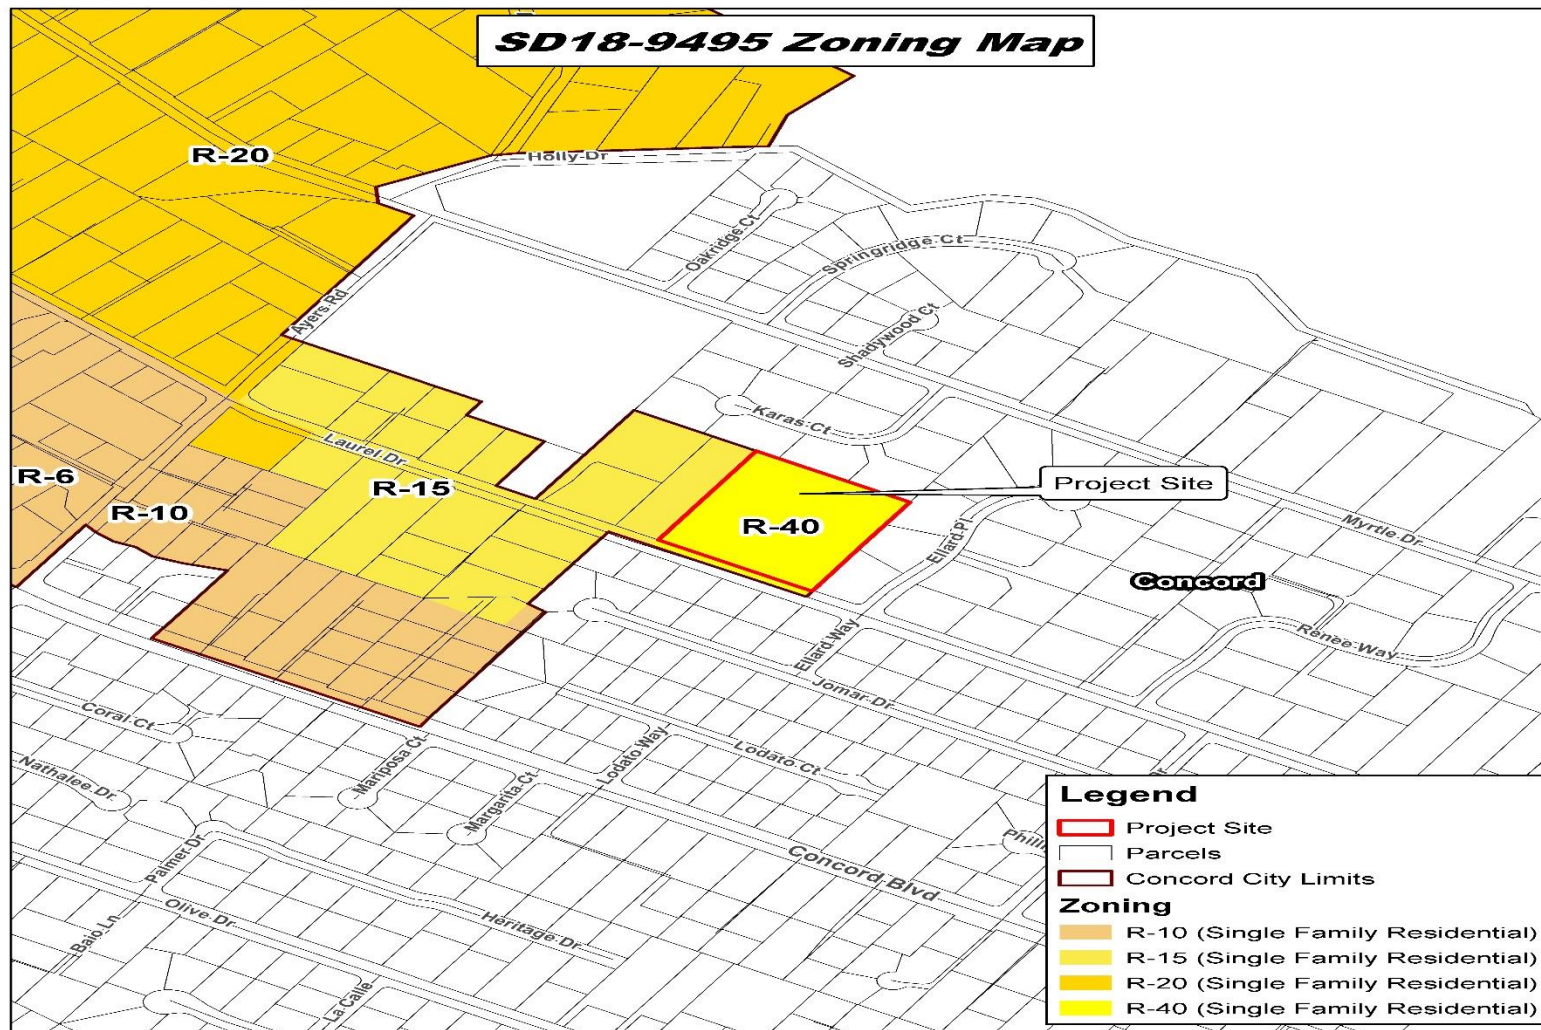 SD18-9495 Zoning Map
R-20
Holly Dr
Oakridge Ct
Springridge Ct
Ayers Rd
Shadywood Ct
Karas Ct
Laurel Dr
R-6
R-15
R-10
Project Site
R-40
Myrtle Dr
Ellard Pl
Concord
Renee Way
Ellard Way
Jomar Dr
Coral Ct
Mariposa Ct
Lodato Way
Lodato Ct
Nathalee Dr
Margarita Ct
Palmer Dr
Concord Blvd
Olive Dr
Heritage Dr
Baio Ln
La Calle
Legend
Project Site
Parcels
Concord City Limits
Zoning
R-10 (Single Family Residential)
R-15 (Single Family Residential)
R-20 (Single Family Residential)
R-40 (Single Family Residential)